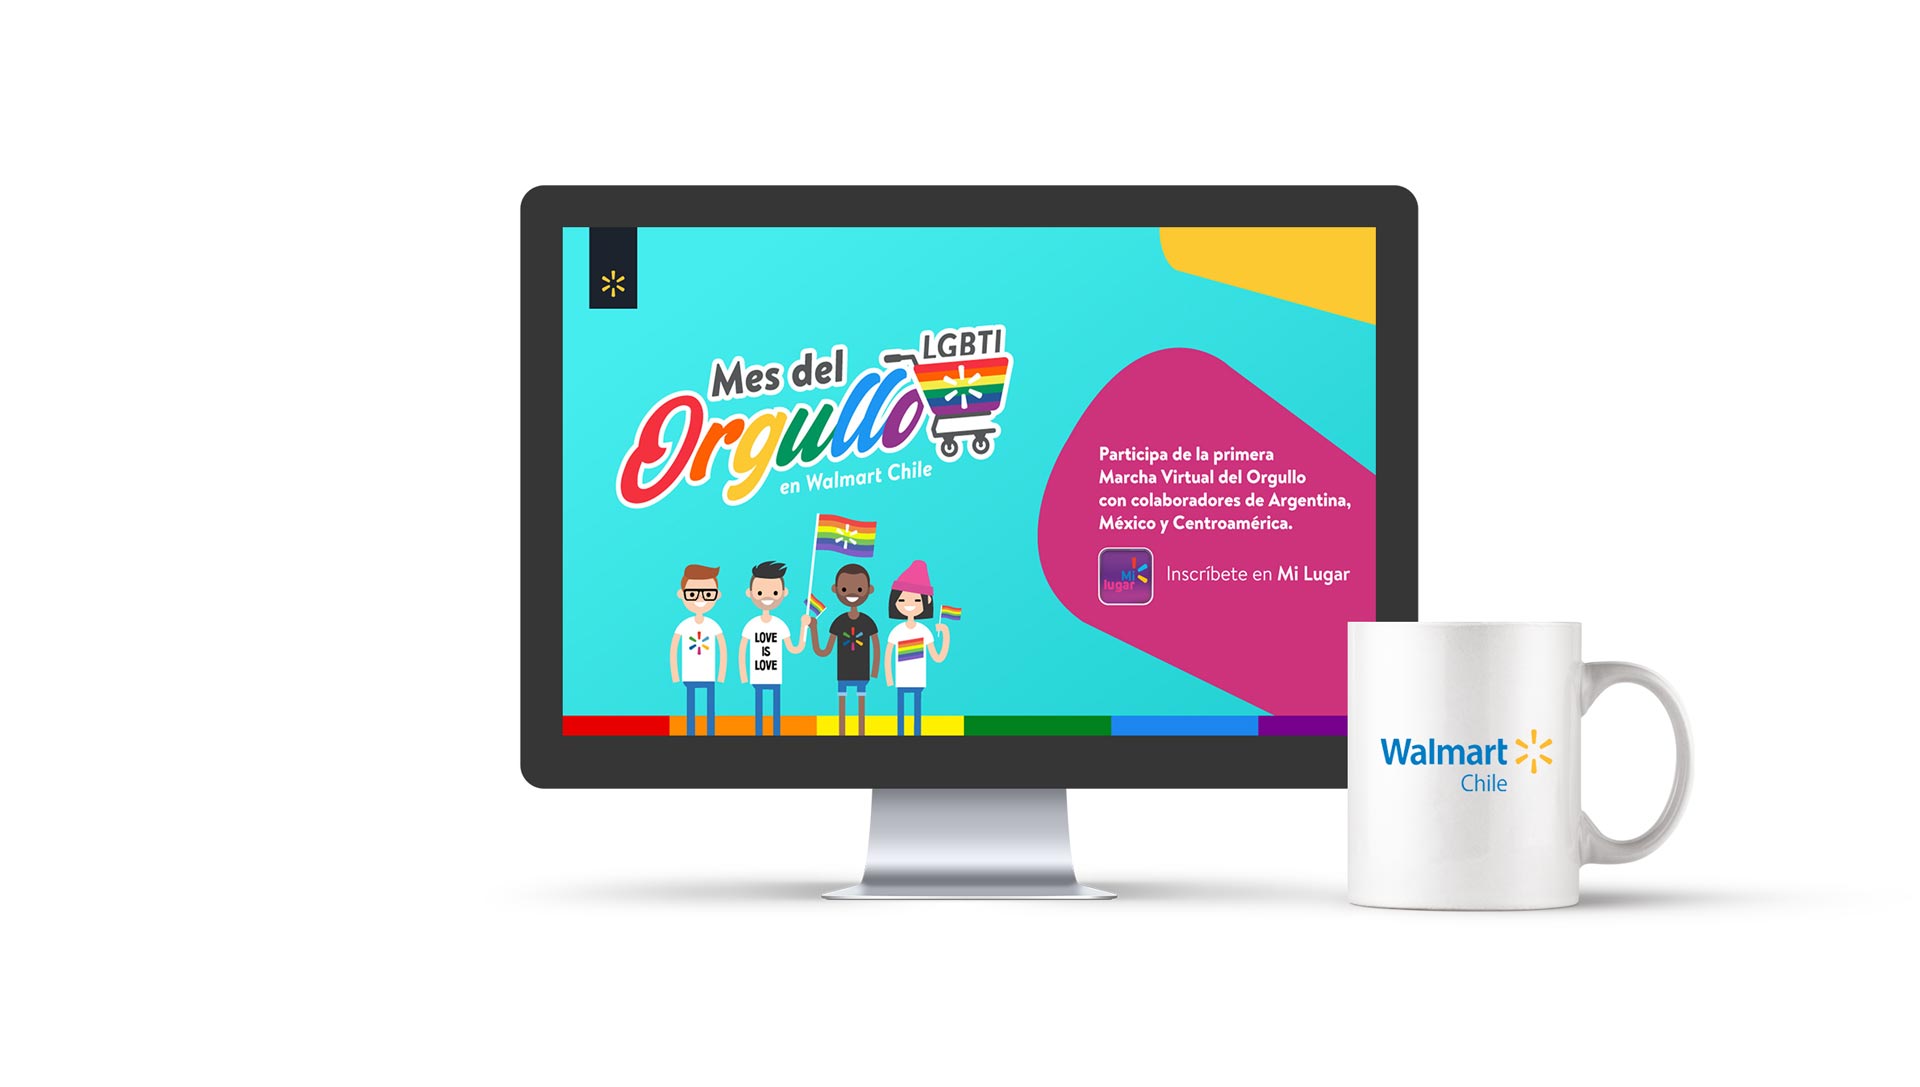 Mes del
LGBTI
Orgullo
en Walmart Chile
Participa de la primera
Marcha Virtual del Orgullo
con colaboradores de Argentina,
México y Centroamérica.
Mi
lugar
Inscríbete en Mi Lugar
LOVE
IS
LOVE
Walmart
Chile